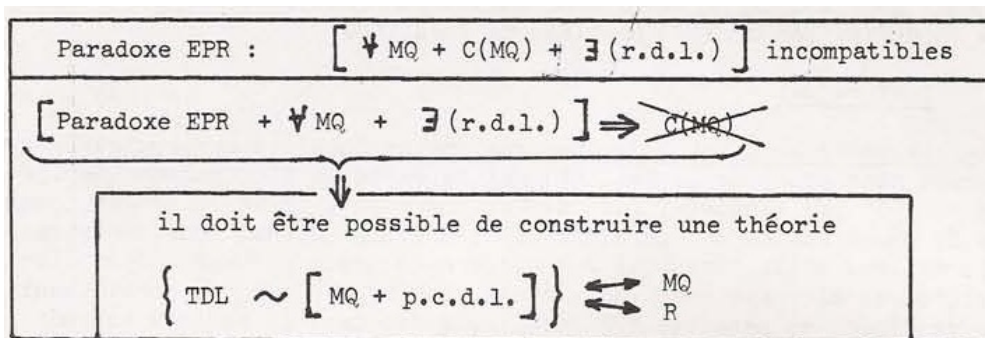 Paradoxe EPR : [ ∀ MQ + C(MQ) + ∃ (r.d.l.) ] incompatibles
[ Paradoxe EPR + ∀ MQ + ∃ (r.d.l.) ] ⇒ C(MQ)
⇓
il doit être possible de construire une théorie
{ TDL ~ [ MQ + p.c.d.l. ] } ↔ MQ
↔ R